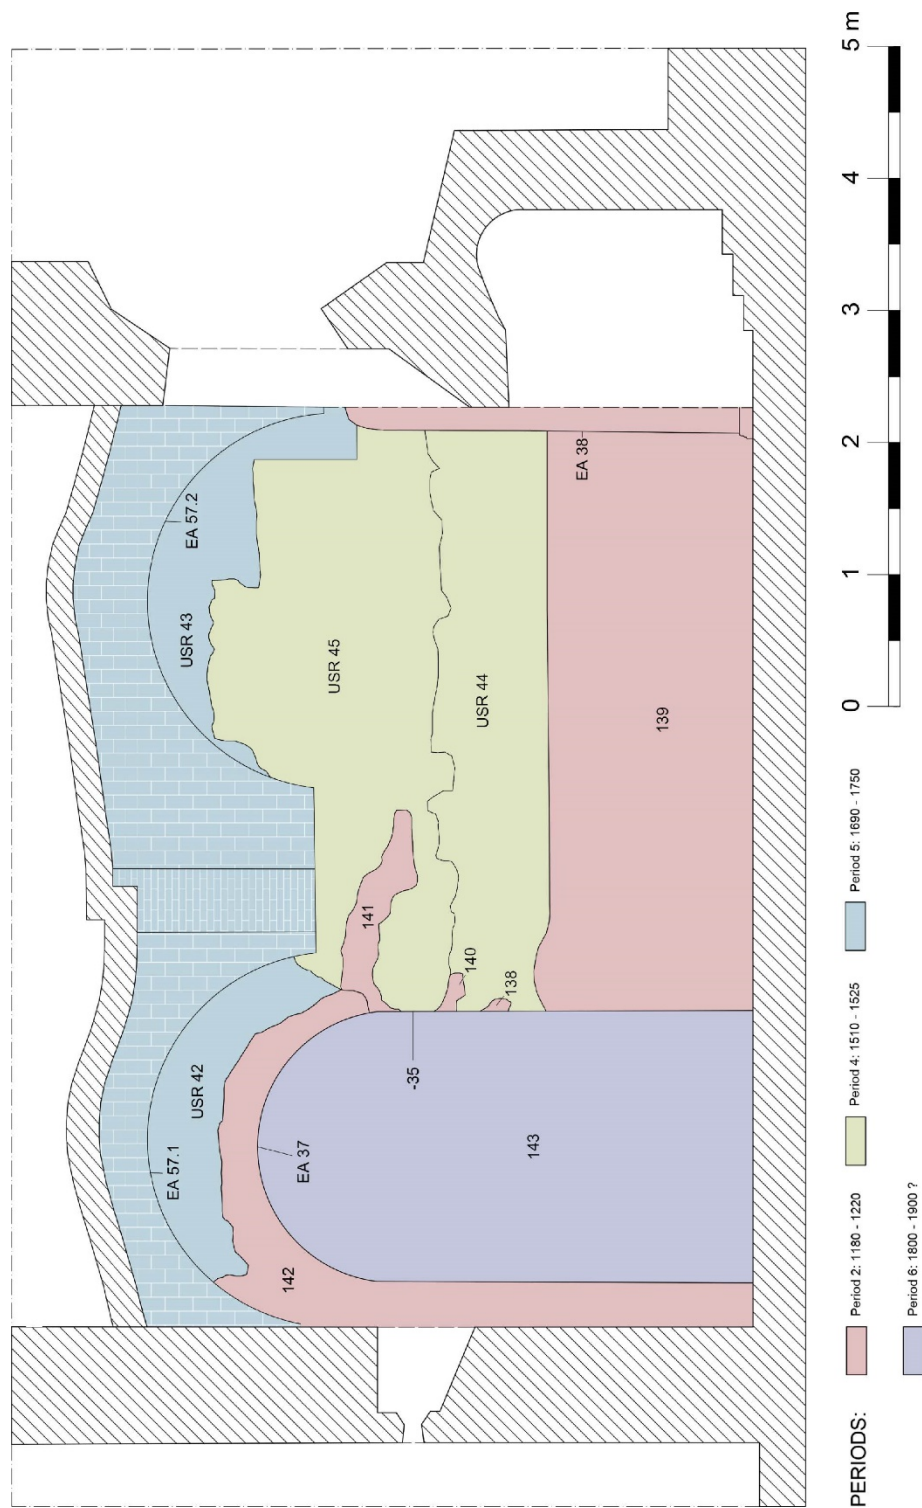 EA 57.1
EA 57.2
USR 42
USR 43
142
EA 37
141
USR 45
-35
140
USR 44
138
EA 38
143
139
PERIODS:
Period 2: 1180 - 1220
Period 4: 1510 - 1525
Period 5: 1690 - 1750
Period 6: 1800 - 1900 ?
0 1 2 3 4 5 m